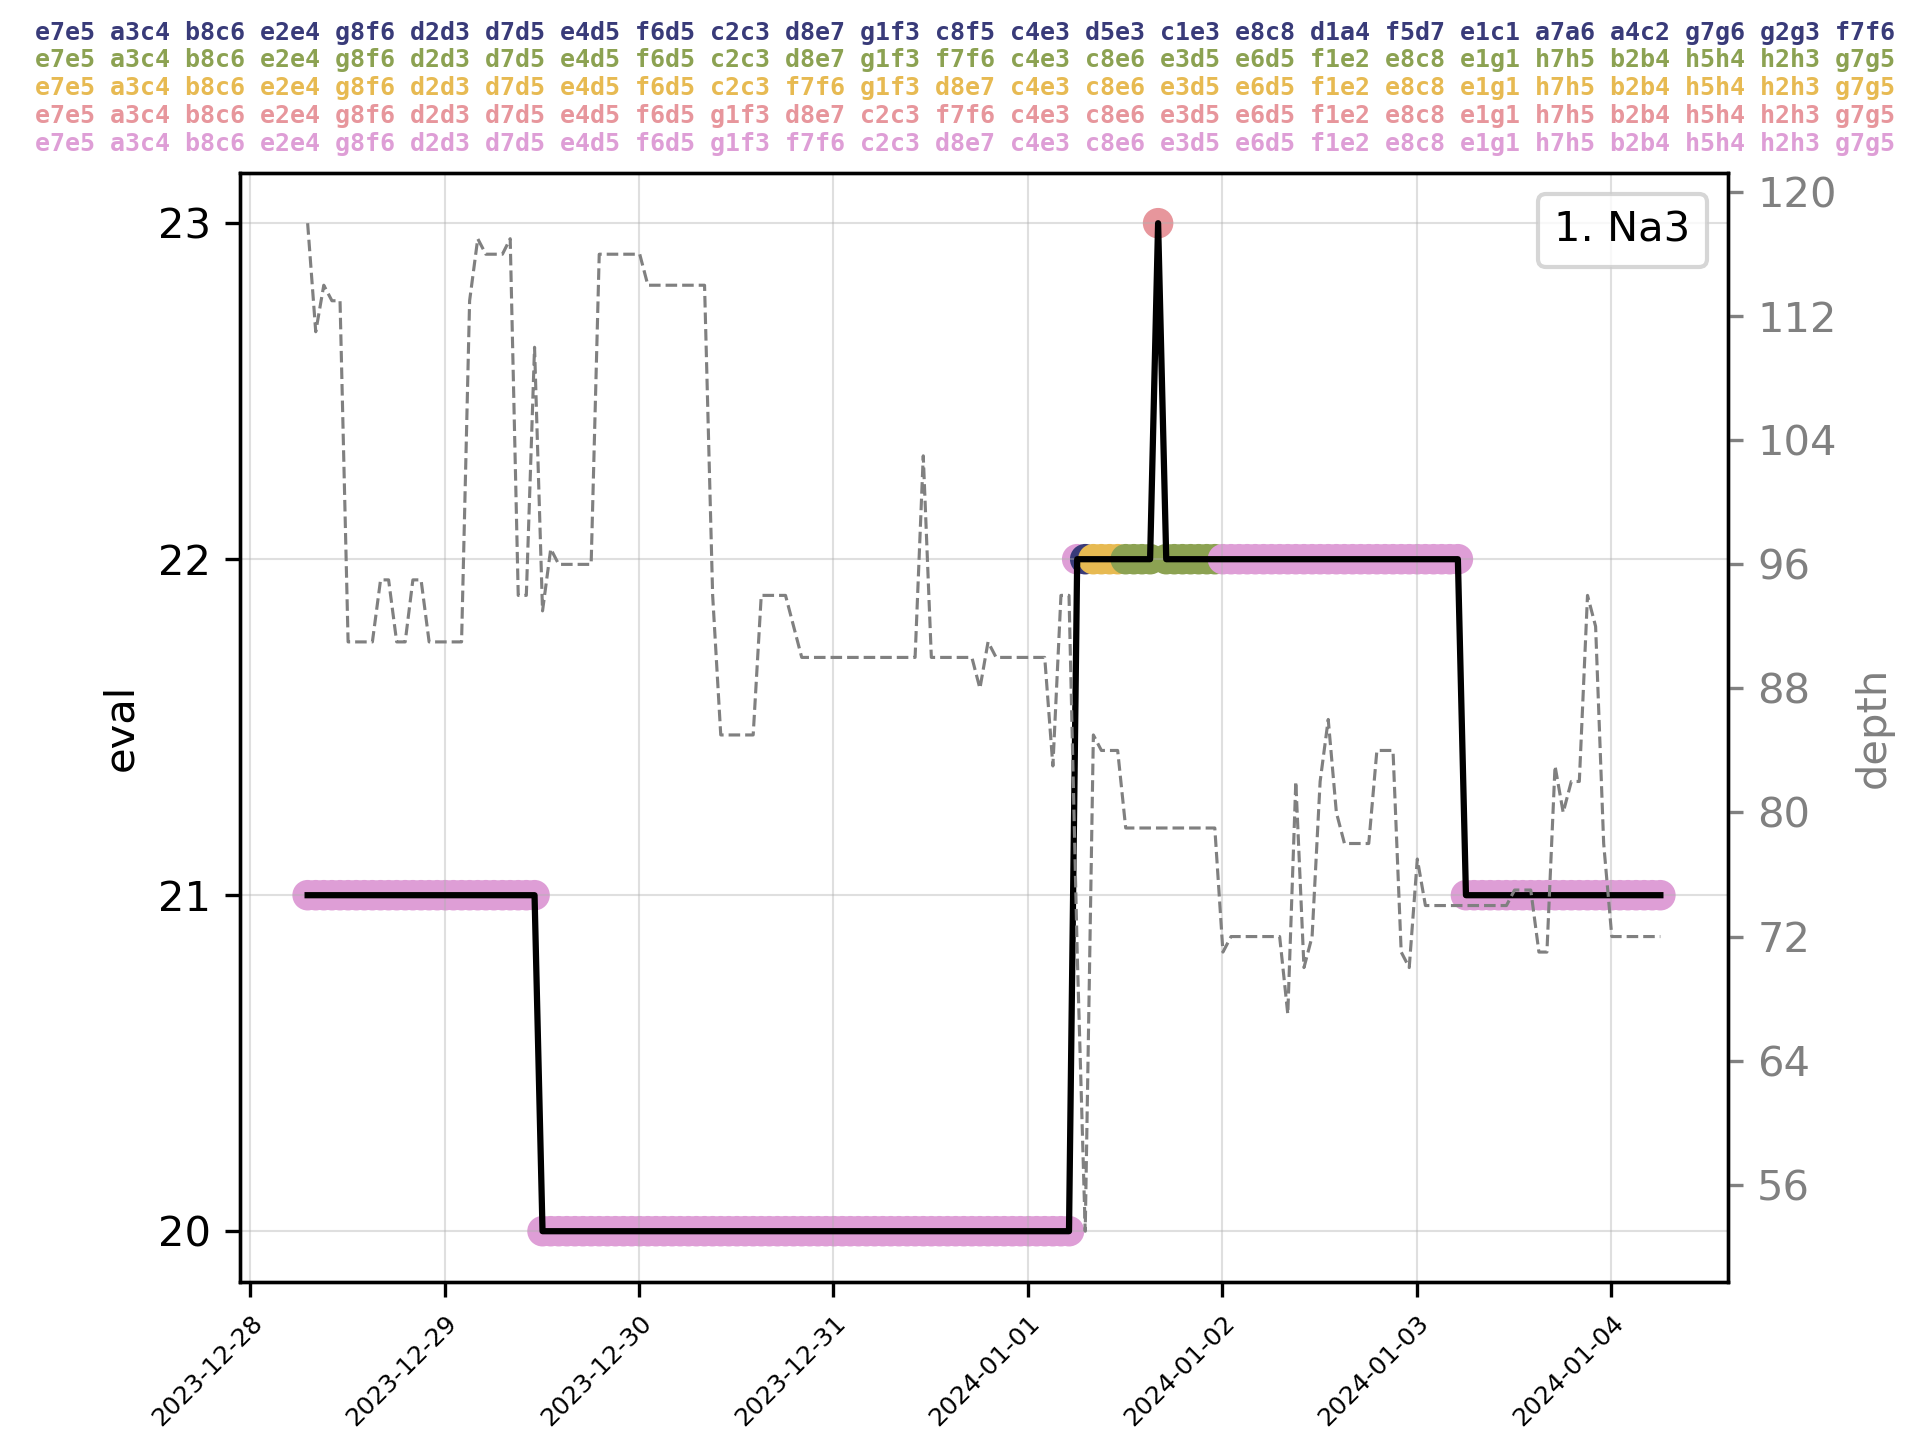 e7e5 a3c4 b8c6 e2e4 g8f6 d2d3 d7d5 e4d5 f6d5 c2c3 d8e7 g1f3 c8f5 c4e3 d5e3 c1e3 e8c8 d1a4 f5d7 e1c1 a7a6 a4c2 g7g6 g2g3 f7f6
e7e5 a3c4 b8c6 e2e4 g8f6 d2d3 d7d5 e4d5 f6d5 c2c3 d8e7 g1f3 f7f6 c4e3 c8e6 e3d5 e6d5 f1e2 e8c8 e1g1 h7h5 b2b4 h5h4 h2h3 g7g5
e7e5 a3c4 b8c6 e2e4 g8f6 d2d3 d7d5 e4d5 f6d5 c2c3 f7f6 g1f3 d8e7 c4e3 c8e6 e3d5 e6d5 f1e2 e8c8 e1g1 h7h5 b2b4 h5h4 h2h3 g7g5
e7e5 a3c4 b8c6 e2e4 g8f6 d2d3 d7d5 e4d5 f6d5 g1f3 d8e7 c2c3 f7f6 c4e3 c8e6 e3d5 e6d5 f1e2 e8c8 e1g1 h7h5 b2b4 h5h4 h2h3 g7g5
e7e5 a3c4 b8c6 e2e4 g8f6 d2d3 d7d5 e4d5 f6d5 g1f3 f7f6 c2c3 d8e7 c4e3 c8e6 e3d5 e6d5 f1e2 e8c8 e1g1 h7h5 b2b4 h5h4 h2h3 g7g5
1. Na3
23
22
21
20
eval
120
112
104
96
88
80
72
64
56
depth
2023-12-28
2023-12-29
2023-12-30
2023-12-31
2024-01-01
2024-01-02
2024-01-03
2024-01-04